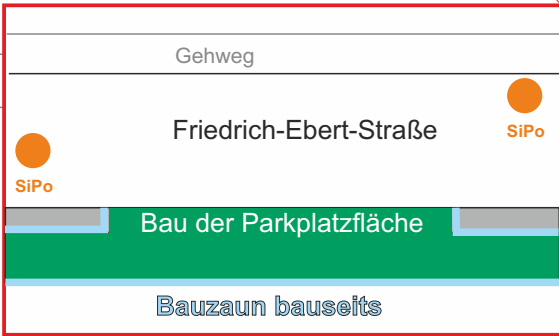 Gehweg
Friedrich-Ebert-Straße
SiPo
SiPo
Bau der Parkplatzfläche
Bauzaun bauseits